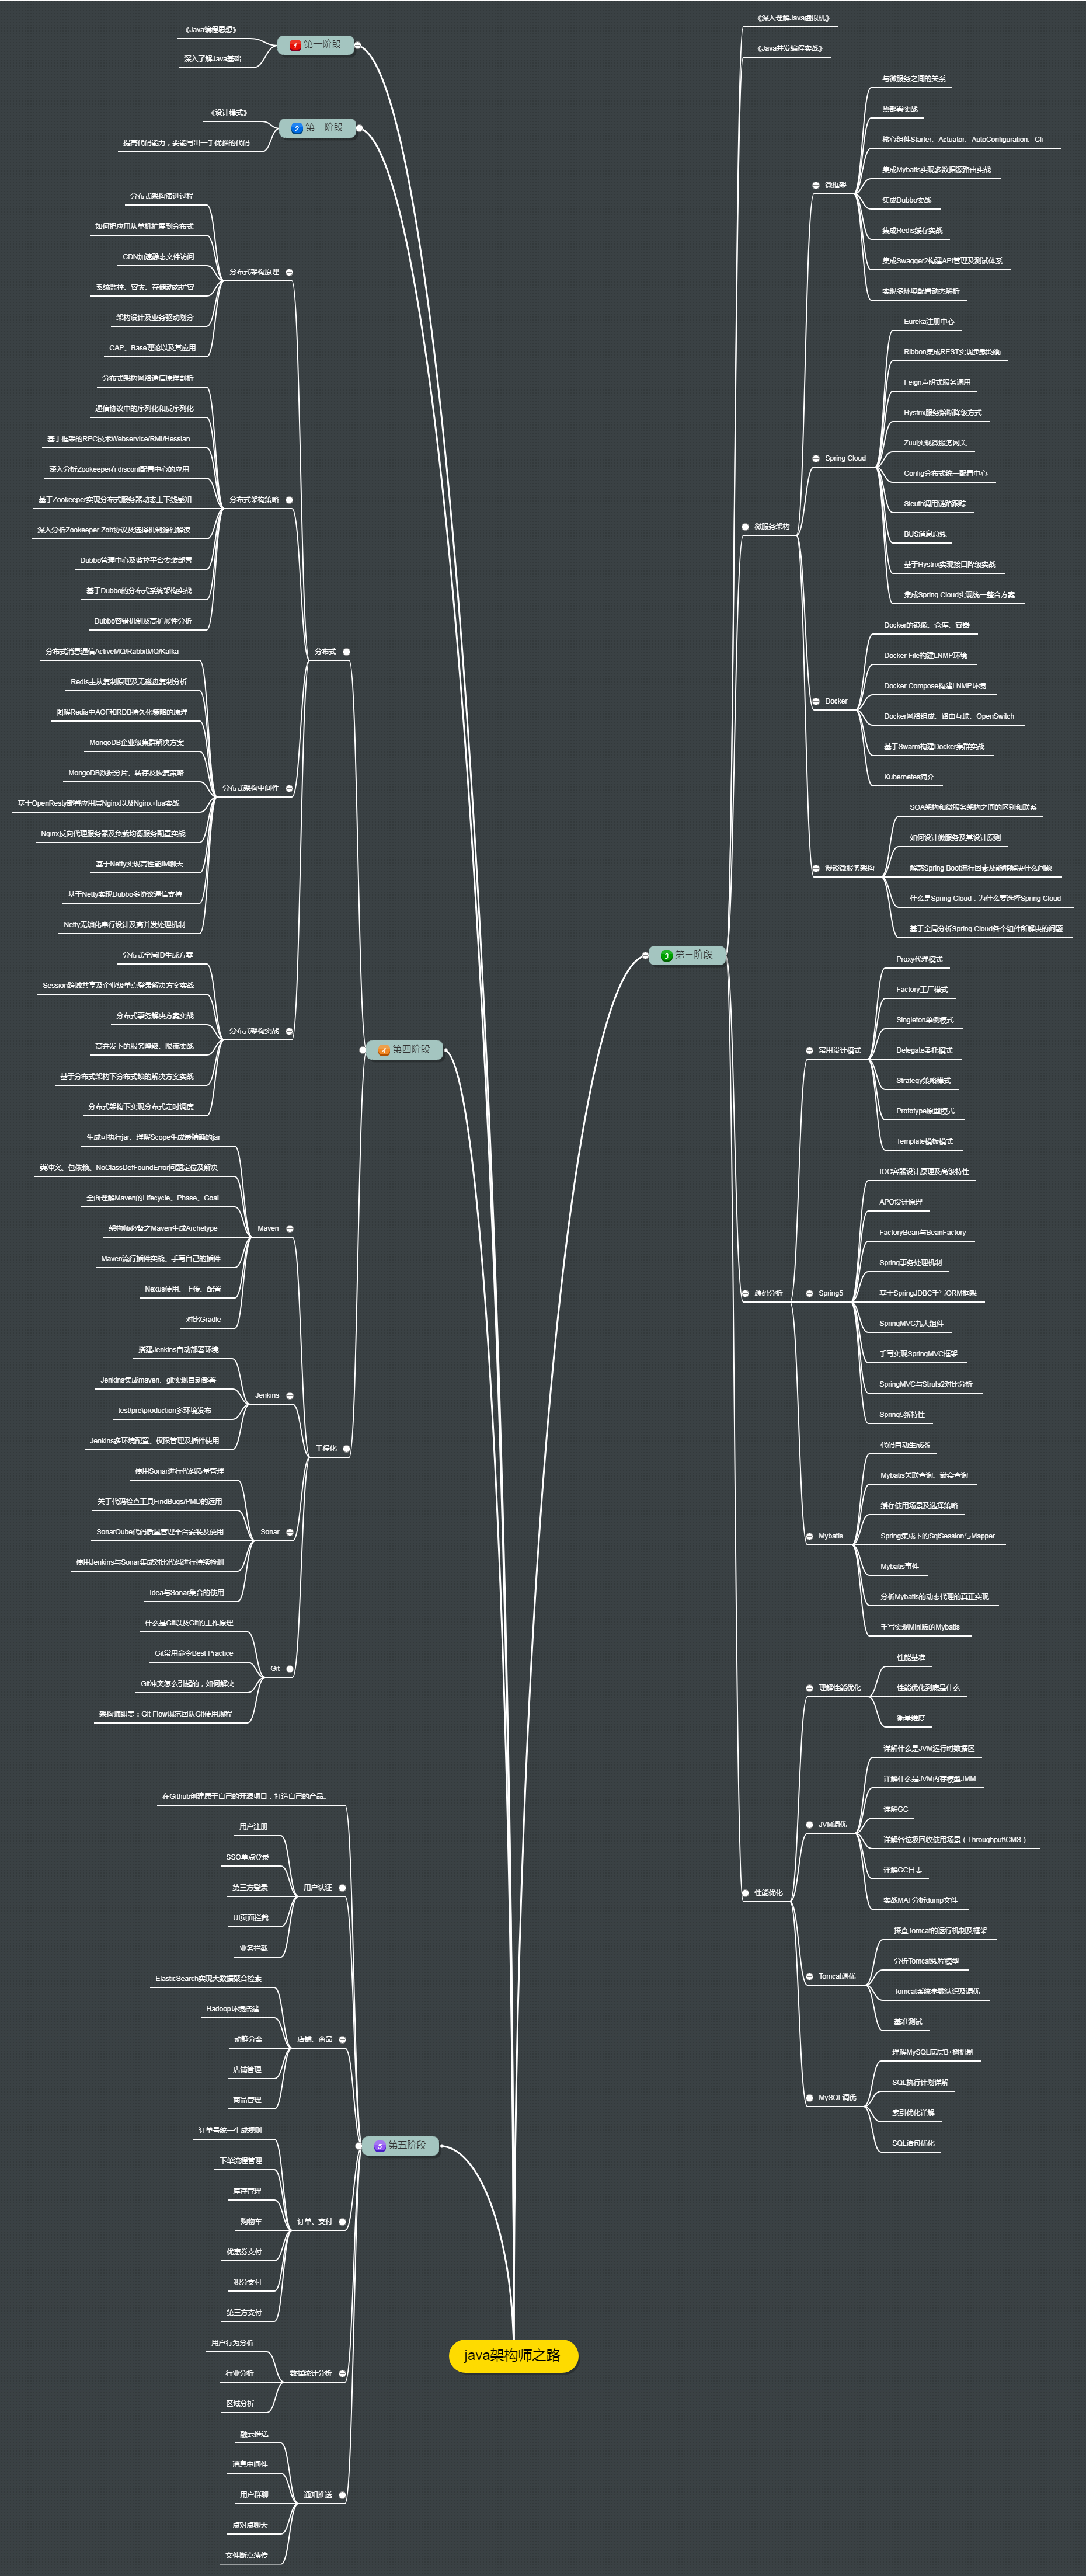 java架构师之路
第一阶段
《Java编程思想》
深入了解Java基础
第二阶段
《设计模式》
提高代码能力，要能写出一手优雅的代码
第三阶段
《深入理解Java虚拟机》
《Java并发编程实战》
微服务架构
微框架
与微服务之间的关系
热部署实战
核心组件Starter、Actuator、AutoConfiguration、Cli
集成Mybatis实现多数据源路由实战
集成Dubbo实战
集成Redis缓存实战
集成Swagger2构建API管理及测试体系
实现多环境配置动态解析
Spring Cloud
Eureka注册中心
Ribbon集成REST实现负载均衡
Feign声明式服务调用
Hystrix服务熔断降级方式
Zuul实现微服务网关
Config分布式统一配置中心
Sleuth调用链路跟踪
BUS消息总线
基于Hystrix实现接口降级实战
集成Spring Cloud实现统一整合方案
Docker
Docker的镜像、仓库、容器
Docker File构建LNMP环境
Docker Compose构建LNMP环境
Docker网络组成、路由互联、OpenSwitch
基于Swarm构建Docker集群实战
Kubernetes简介
漫谈微服务架构
SOA架构和微服务架构之间的区别和联系
如何设计微服务及其设计原则
解惑Spring Boot流行因素及能够解决什么问题
什么是Spring Cloud，为什么要选择Spring Cloud
基于全局分析Spring Cloud各个组件所解决的问题
源码分析
常用设计模式
Proxy代理模式
Factory工厂模式
Singleton单例模式
Delegate委托模式
Strategy策略模式
Prototype原型模式
Template模板模式
Spring5
IOC容器设计原理及高级特性
APO设计原理
FactoryBean与BeanFactory
Spring事务处理机制
基于SpringJDBC手写ORM框架
SpringMVC九大组件
手写实现SpringMVC框架
SpringMVC与Struts2对比分析
Spring5新特性
Mybatis
代码自动生成器
Mybatis关联查询、嵌套查询
缓存使用场景及选择策略
Spring集成下的SqlSession与Mapper
Mybatis事件
分析Mybatis的动态代理的真正实现
手写实现Mini版的Mybatis
性能优化
理解性能优化
性能基准
性能优化到底是什么
衡量维度
JVM调优
详解什么是JVM运行时数据区
详解什么是JVM内存模型JMM
详解GC
详解各垃圾回收使用场景（Throughput\CMS）
详解GC日志
实战MAT分析dump文件
Tomcat调优
探查Tomcat的运行机制及框架
分析Tomcat线程模型
Tomcat系统参数认识及调优
基准测试
MySQL调优
理解MySQL底层B+树机制
SQL执行计划详解
索引优化详解
SQL语句优化
第四阶段
分布式
分布式架构原理
分布式架构演进过程
如何把应用从单机扩展到分布式
CDN加速静态文件访问
系统监控、容灾、存储动态扩容
架构设计及业务驱动划分
CAP、Base理论以及其应用
分布式架构策略
分布式架构网络通信原理剖析
通信协议中的序列化和反序列化
基于框架的RPC技术Webservice/RMI/Hessian
深入分析Zookeeper在disconf配置中心的应用
基于Zookeeper实现分布式服务器动态上下线感知
深入分析Zookeeper Zob协议及选择机制源码解读
Dubbo管理中心及监控平台安装部署
基于Dubbo的分布式系统架构实战
Dubbo容错机制及高扩展性分析
分布式架构中间件
分布式消息通信ActiveMQ/RabbitMQ/Kafka
Redis主从复制原理及无磁盘复制分析
图解Redis中AOF和RDB持久化策略的原理
MongoDB企业级集群解决方案
MongoDB数据分片、转存及恢复策略
基于OpenResty部署应用层Nginx以及Nginx+lua实战
Nginx反向代理服务器及负载均衡服务配置实战
基于Netty实现高性能IM聊天
基于Netty实现Dubbo多协议通信支持
Netty无锁化串行设计及高并发处理机制
分布式架构实战
分布式全局ID生成方案
Session跨域共享及企业级单点登录解决方案实战
分布式事务解决方案实战
高并发下的服务降级、限流实战
基于分布式架构下分布式锁的解决方案实战
分布式架构下实现分布式定时调度
工程化
Maven
生成可执行jar、理解Scope生成最精确的jar
类冲突、包依赖、NoClassDefFoundError问题定位及解决
全面理解Maven的Lifecycle、Phase、Goal
架构师必备之Maven生成Archetype
Maven流行插件实战、手写自己的插件
Nexus使用、上传、配置
对比Gradle
Jenkins
搭建Jenkins自动部署环境
Jenkins集成maven、git实现自动部署
test\pre\production多环境发布
Jenkins多环境配置、权限管理及插件使用
Sonar
使用Sonar进行代码质量管理
关于代码检查工具FindBugs/PMD的运用
SonarQube代码质量管理平台安装及使用
使用Jenkins与Sonar集成对比代码进行持续检测
Idea与Sonar集合的使用
Git
什么是Git以及Git的工作原理
Git常用命令Best Practice
Git冲突怎么引起的，如何解决
架构师职责：Git Flow规范团队Git使用规程
第五阶段
在Github创建属于自己的开源项目，打造自己的产品。
用户认证
用户注册
SSO单点登录
第三方登录
UI页面拦截
业务拦截
店铺、商品
ElasticSearch实现大数据聚合检索
Hadoop环境搭建
动静分离
店铺管理
商品管理
订单、支付
订单号统一生成规则
下单流程管理
库存管理
购物车
优惠券支付
积分支付
第三方支付
数据统计分析
用户行为分析
行业分析
区域分析
通知推送
融云推送
消息中间件
用户群聊
点对点聊天
文件断点续传